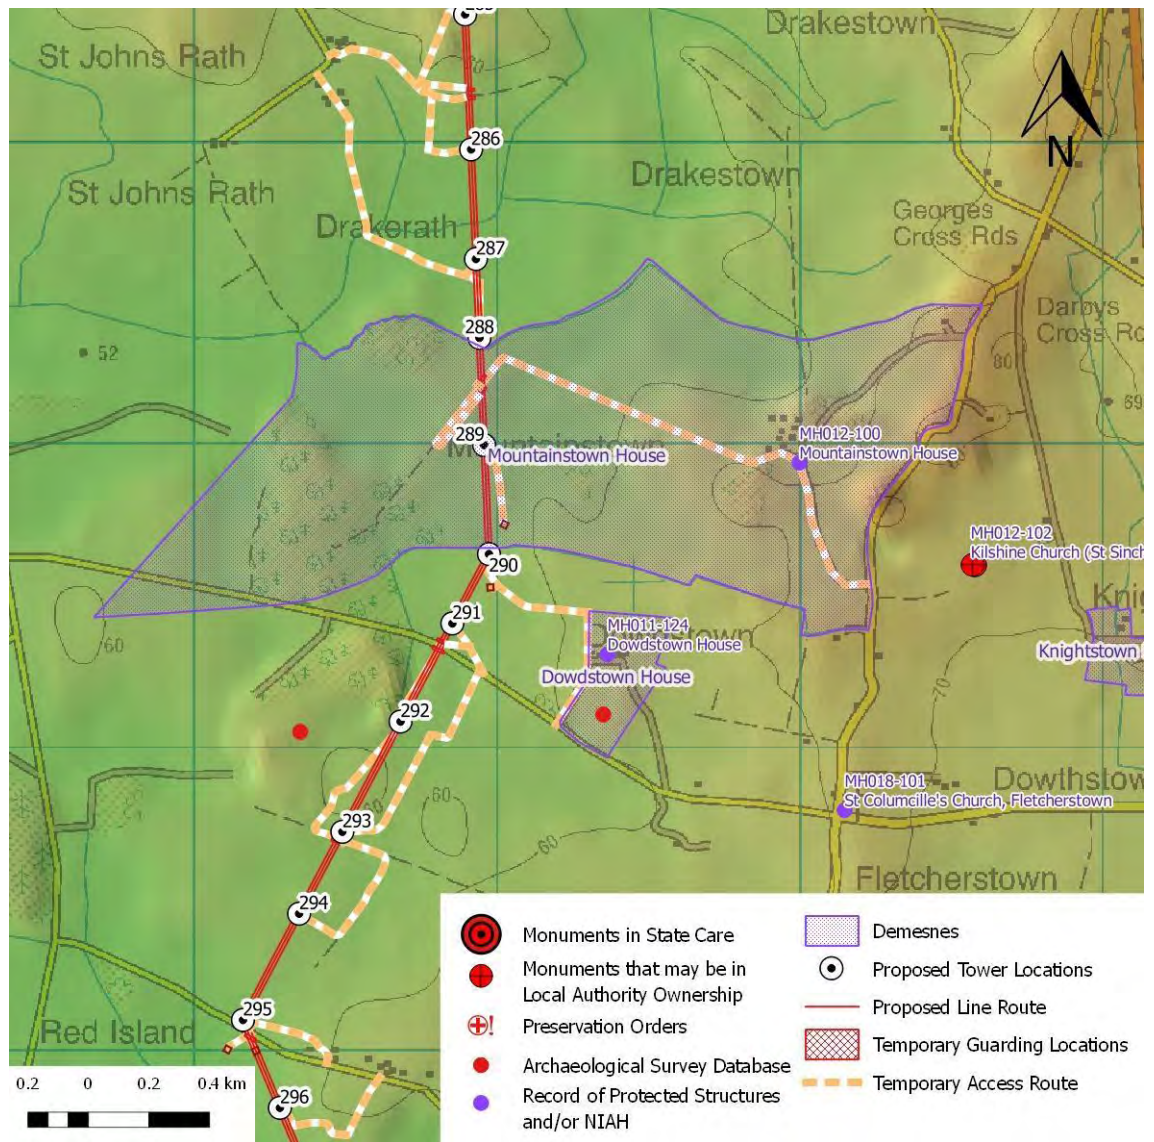 285
Drakestown
St Johns Rath
70
286
Drakestown
St Johns Rath
Georges
Cross Rds
Drakerath
287
Darbys
288
52
80
69
289
MH012-100
Mountainstown House
Mountainstown House
MH012-102
Kilshine Church (St Sinch
290
291
60
MH011-124
Dowdstown House
Dowdstown House
Knightstown
70
292
60
MH018-101
St Columcille's Church, Fletcherstown
Dowthstow
293
60
Fletcherstown
294
295
Red Island
296
N
0.2 0 0.2 0.4 km
Monuments in State Care
Monuments that may be in
Local Authority Ownership
Preservation Orders
Archaeological Survey Database
Record of Protected Structures
and/or NIAH
Demesnes
Proposed Tower Locations
Proposed Line Route
Temporary Guarding Locations
Temporary Access Route